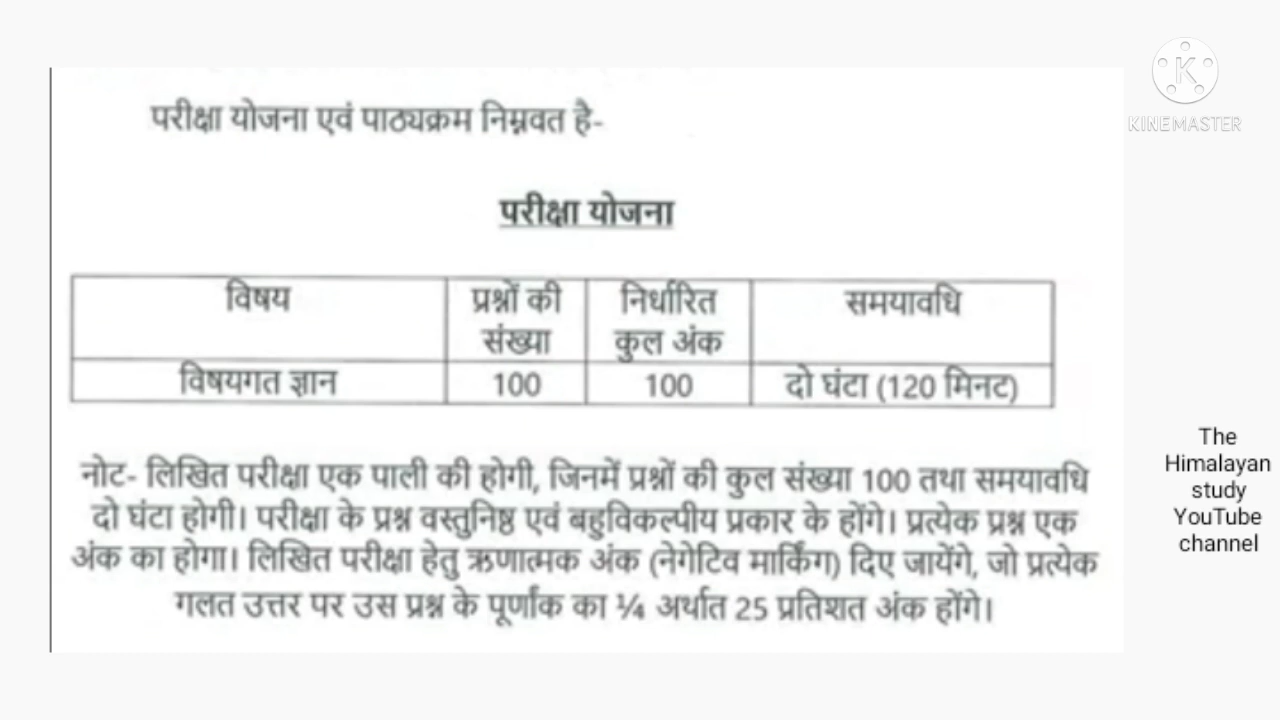 परीक्षा योजना एवं पाठ्यक्रम निम्नवत है-
परीक्षा योजना
विषय प्रश्नों की संख्या निर्धारित कुल अंक समयावधि
विषयगत ज्ञान 100 100 दो घंटा (120 मिनट)
नोट- लिखित परीक्षा एक पाली की होगी, जिनमें प्रश्नों की कुल संख्या 100 तथा समयावधि
दो घंटा होगी। परीक्षा के प्रश्न वस्तुनिष्ठ एवं बहुविकल्पीय प्रकार के होंगे। प्रत्येक प्रश्न एक
अंक का होगा। लिखित परीक्षा हेतु ऋणात्मक अंक (नेगेटिव मार्किंग) दिए जायेंगे, जो प्रत्येक
गलत उत्तर पर उस प्रश्न के पूर्णांक का ¼ अर्थात 25 प्रतिशत अंक होंगे।
K
KINEMASTER
The
Himalayan
study
YouTube
channel